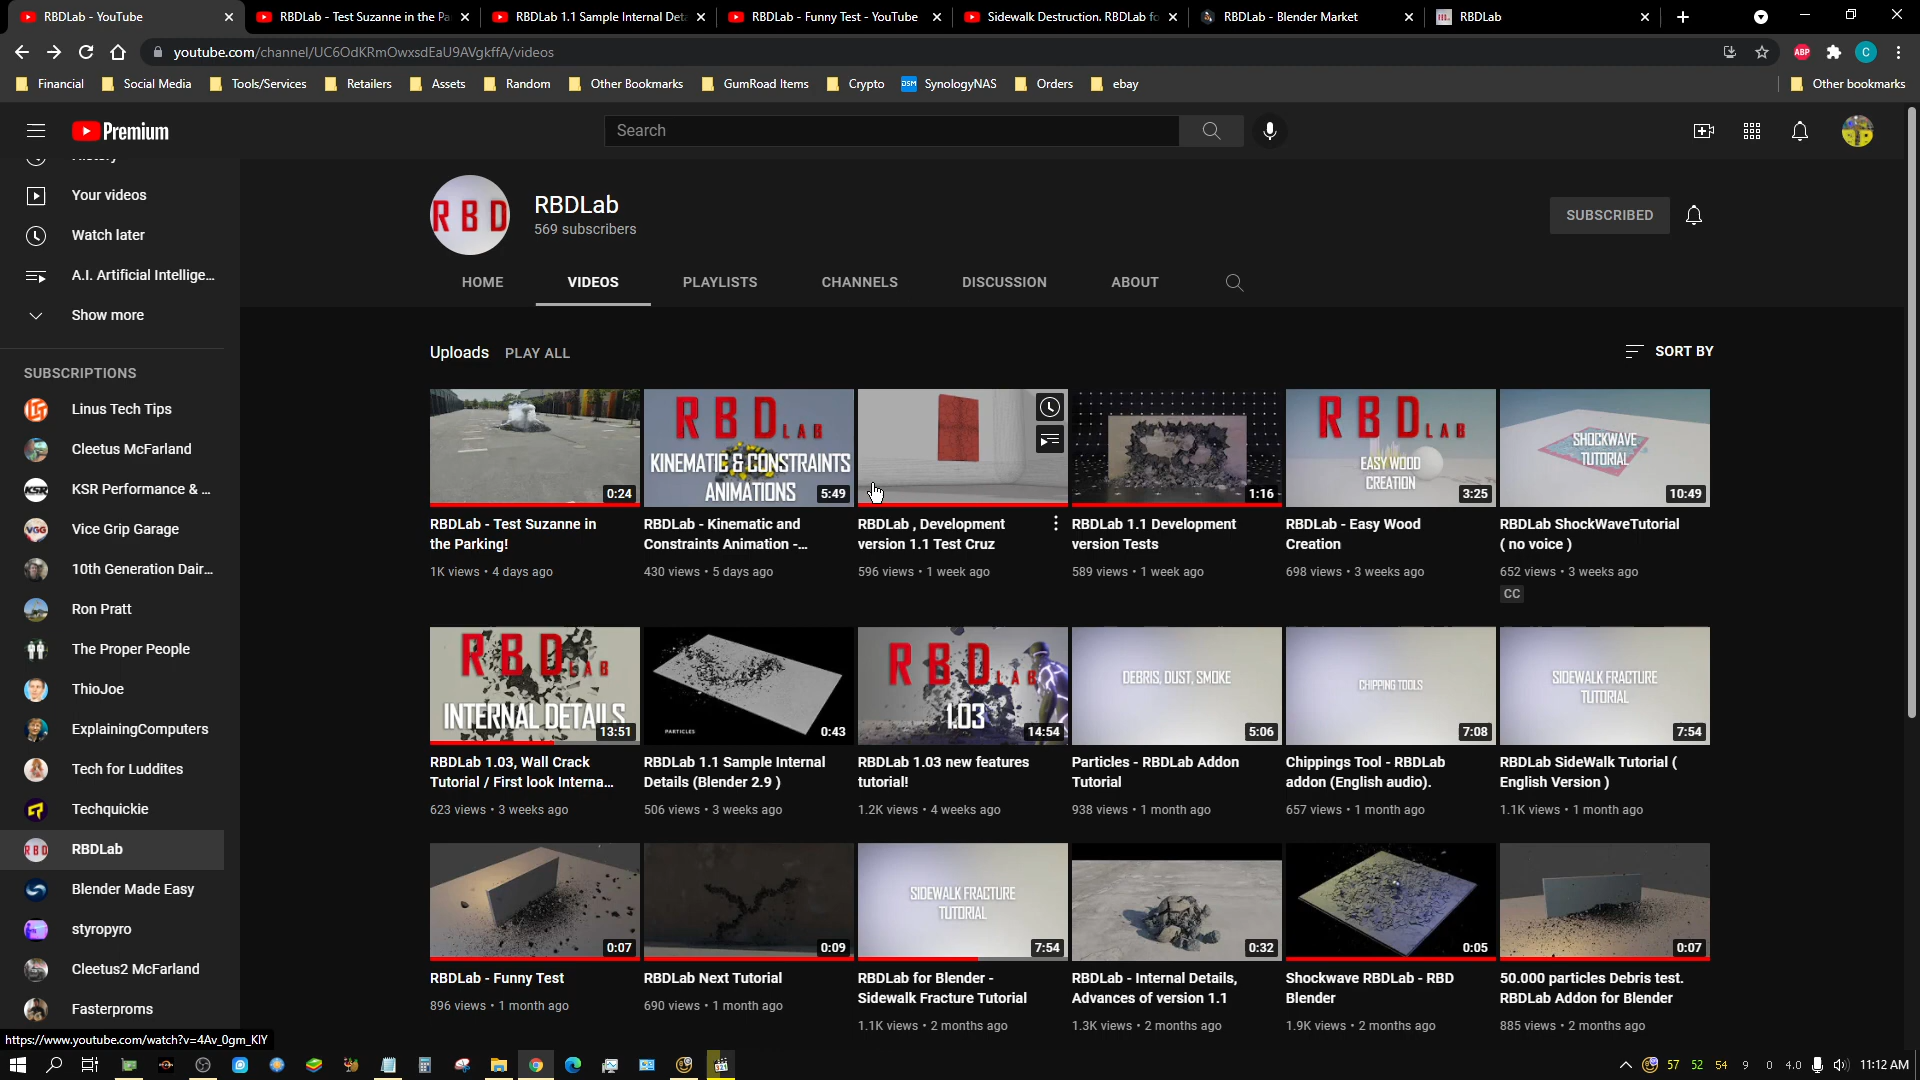 RBDLab - YouTube
RBDLab - Test Suzanne in the Pa
RBDLab 1.1 Sample Internal Deta
RBDLab - Funny Test - YouTube
Sidewalk Destruction. RBDLab fo
RBDLab - Blender Market
RBDLab
youtube.com/channel/UC6OdKRmOwxsdEaU9AVgkffA/videos
ABP
C
Financial
Social Media
Tools/Services
Retailers
Assets
Random
Other Bookmarks
GumRoad Items
Crypto
DSM SynologyNAS
Orders
ebay
Other bookmarks
Premium
Search
Your videos
Watch later
A.I. Artificial Intellige...
Show more
SUBSCRIPTIONS
Linus Tech Tips
Cleetus McFarland
KSR Performance & ...
Vice Grip Garage
10th Generation Dair...
Ron Pratt
The Proper People
ThioJoe
ExplainingComputers
Tech for Luddites
Techquickie
RBDLab
Blender Made Easy
styropyro
Cleetus2 McFarland
Fasterproms
RBD
RBDLab
569 subscribers
SUBSCRIBED
HOME
VIDEOS
PLAYLISTS
CHANNELS
DISCUSSION
ABOUT
Uploads PLAY ALL
SORT BY
0:24
RBDLab - Test Suzanne in
the Parking!
1K views • 4 days ago
RBD LAB
KINEMATIC & CONSTRAINTS
ANIMATIONS
5:49
RBDLab - Kinematic and
Constraints Animation -...
430 views • 5 days ago
RBDLab , Development
version 1.1 Test Cruz
596 views • 1 week ago
1:16
RBDLab 1.1 Development
version Tests
589 views • 1 week ago
RBD LAB
EASY WOOD
CREATION
3:25
RBDLab - Easy Wood
Creation
698 views • 3 weeks ago
SHOCKWAVE
TUTORIAL
10:49
RBDLab ShockWaveTutorial
( no voice )
652 views • 3 weeks ago
CC
RBD LAB
INTERNAL DETAILS
13:51
RBDLab 1.03, Wall Crack
Tutorial / First look Interna...
623 views • 3 weeks ago
PARTICLES
0:43
RBDLab 1.1 Sample Internal
Details (Blender 2.9 )
506 views • 3 weeks ago
RBD LAB
1.03
14:54
RBDLab 1.03 new features
tutorial!
1.2K views • 4 weeks ago
DEBRIS, DUST, SMOKE
5:06
Particles - RBDLab Addon
Tutorial
938 views • 1 month ago
CHIPPING TOOLS
7:08
Chippings Tool - RBDLab
addon (English audio).
657 views • 1 month ago
SIDEWALK FRACTURE
TUTORIAL
7:54
RBDLab SideWalk Tutorial (
English Version )
1.1K views • 1 month ago
0:07
RBDLab - Funny Test
896 views • 1 month ago
0:09
RBDLab Next Tutorial
690 views • 1 month ago
SIDEWALK FRACTURE
TUTORIAL
7:54
RBDLab for Blender -
Sidewalk Fracture Tutorial
1.1K views • 2 months ago
0:32
RBDLab - Internal Details,
Advances of version 1.1
1.3K views • 2 months ago
0:05
Shockwave RBDLab - RBD
Blender
1.9K views • 2 months ago
0:07
50.000 particles Debris test.
RBDLab Addon for Blender
885 views • 2 months ago
https://www.youtube.com/watch?v=4Av_0gm_KlY
57 52 54 9 0 4.0
11:12 AM